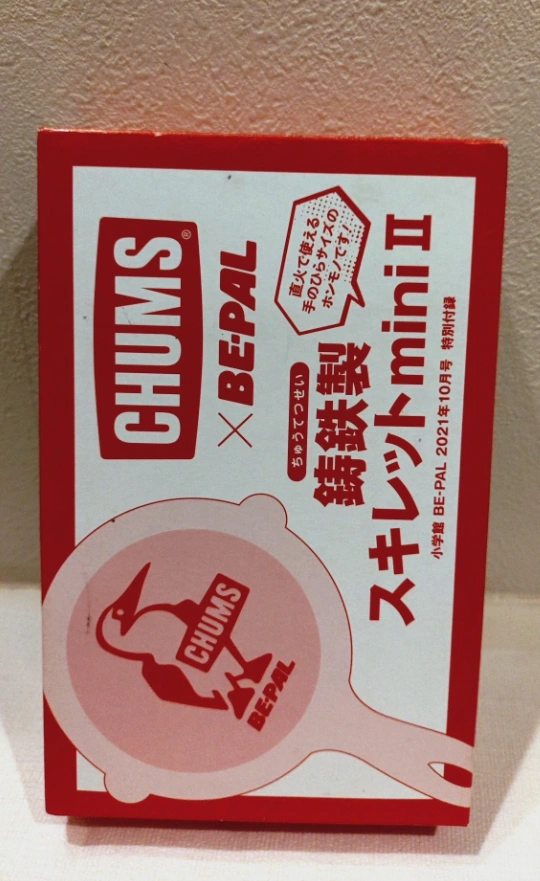 CHUMS®
×BE-PAL
直火で使える
手のひらサイズの
ホンモノです!
ちゅうてつせい
鋳鉄製
スキレットmini II
小学館 BE-PAL 2021年10月号 特別付録
CHUMS
BE-PAL